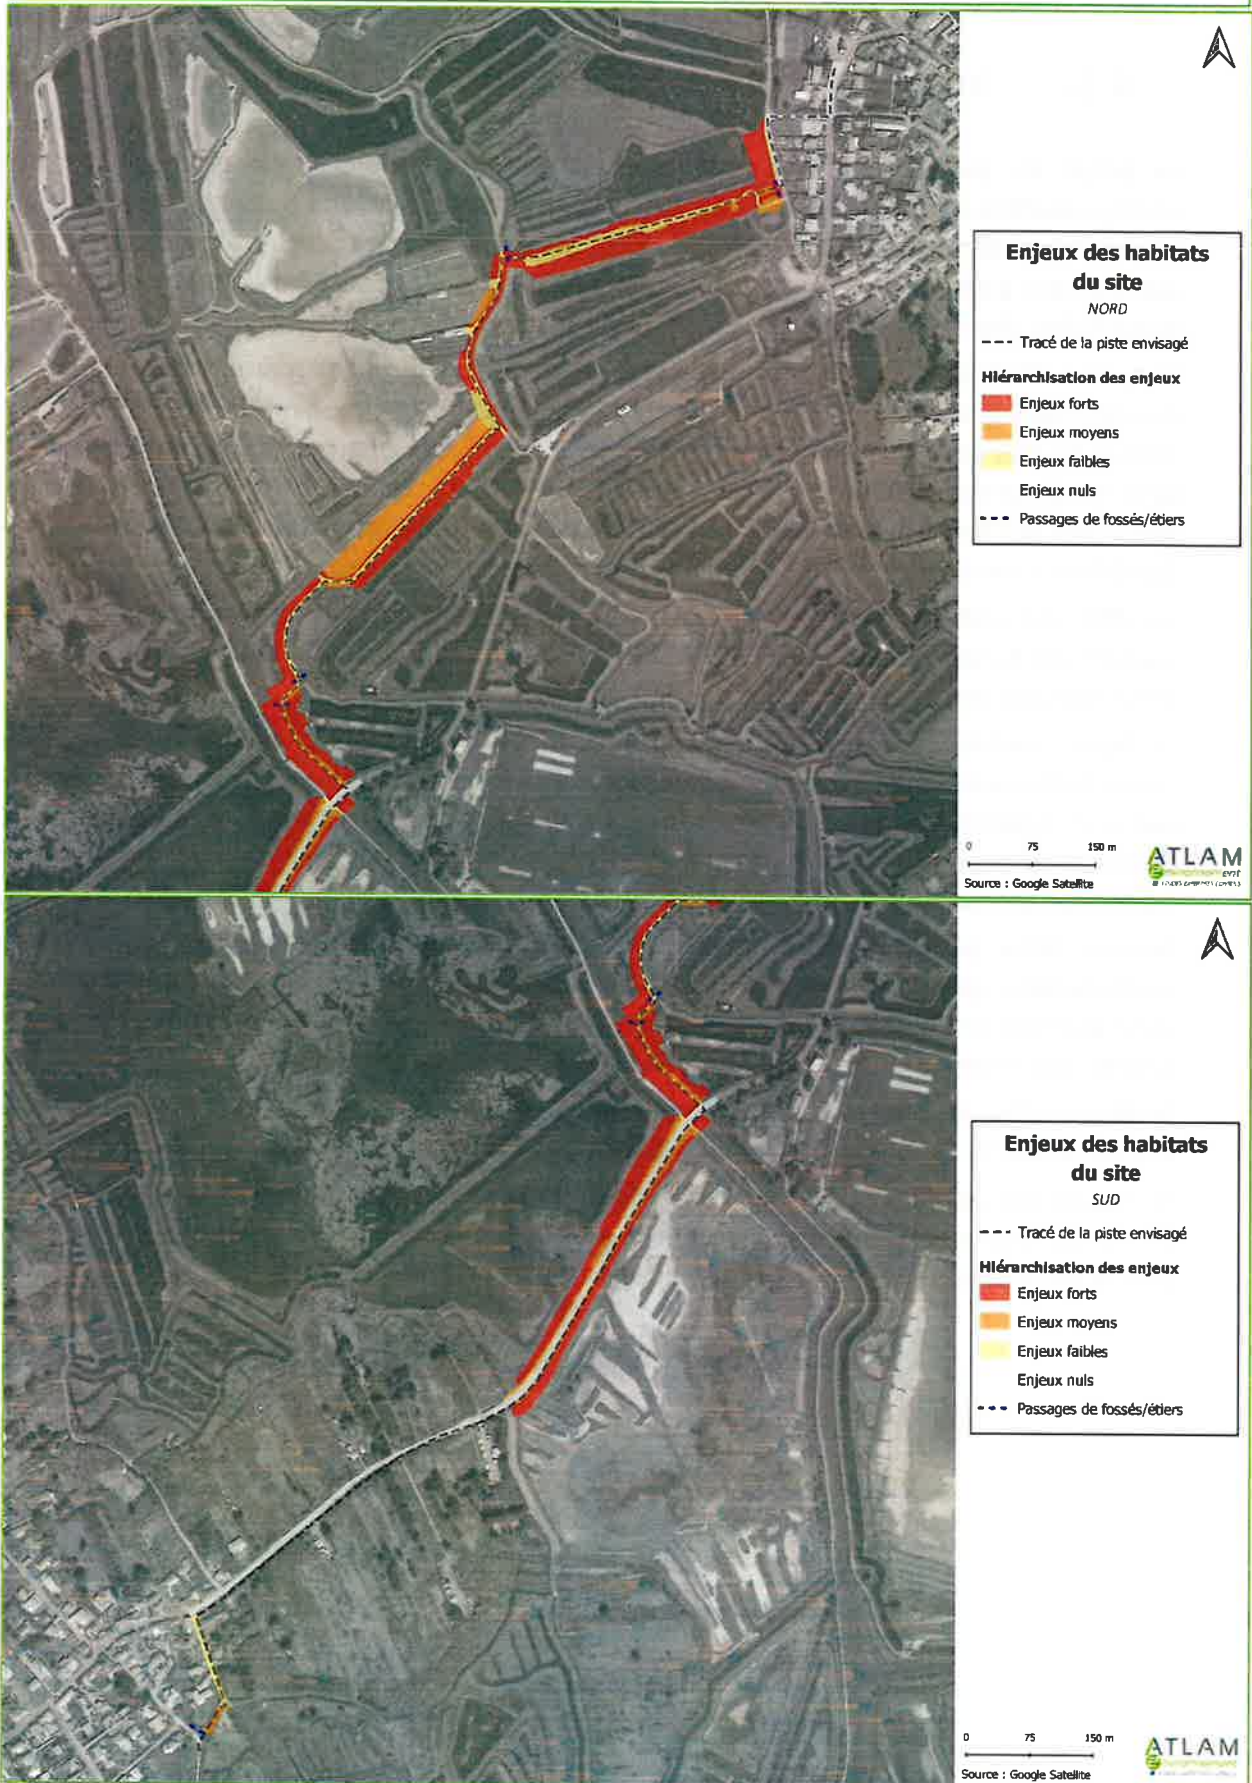 Enjeux des habitats
du site
NORD
Tracé de la piste envisagé
Hiérarchisation des enjeux
Enjeux forts
Enjeux moyens
Enjeux faibles
Enjeux nuls
Passages de fossés/étiers
0 75 150 m
Source : Google Satellite
ATLAM
Enjeux des habitats
du site
SUD
Tracé de la piste envisagé
Hiérarchisation des enjeux
Enjeux forts
Enjeux moyens
Enjeux faibles
Enjeux nuls
Passages de fossés/étiers
0 75 150 m
Source : Google Satellite
ATLAM